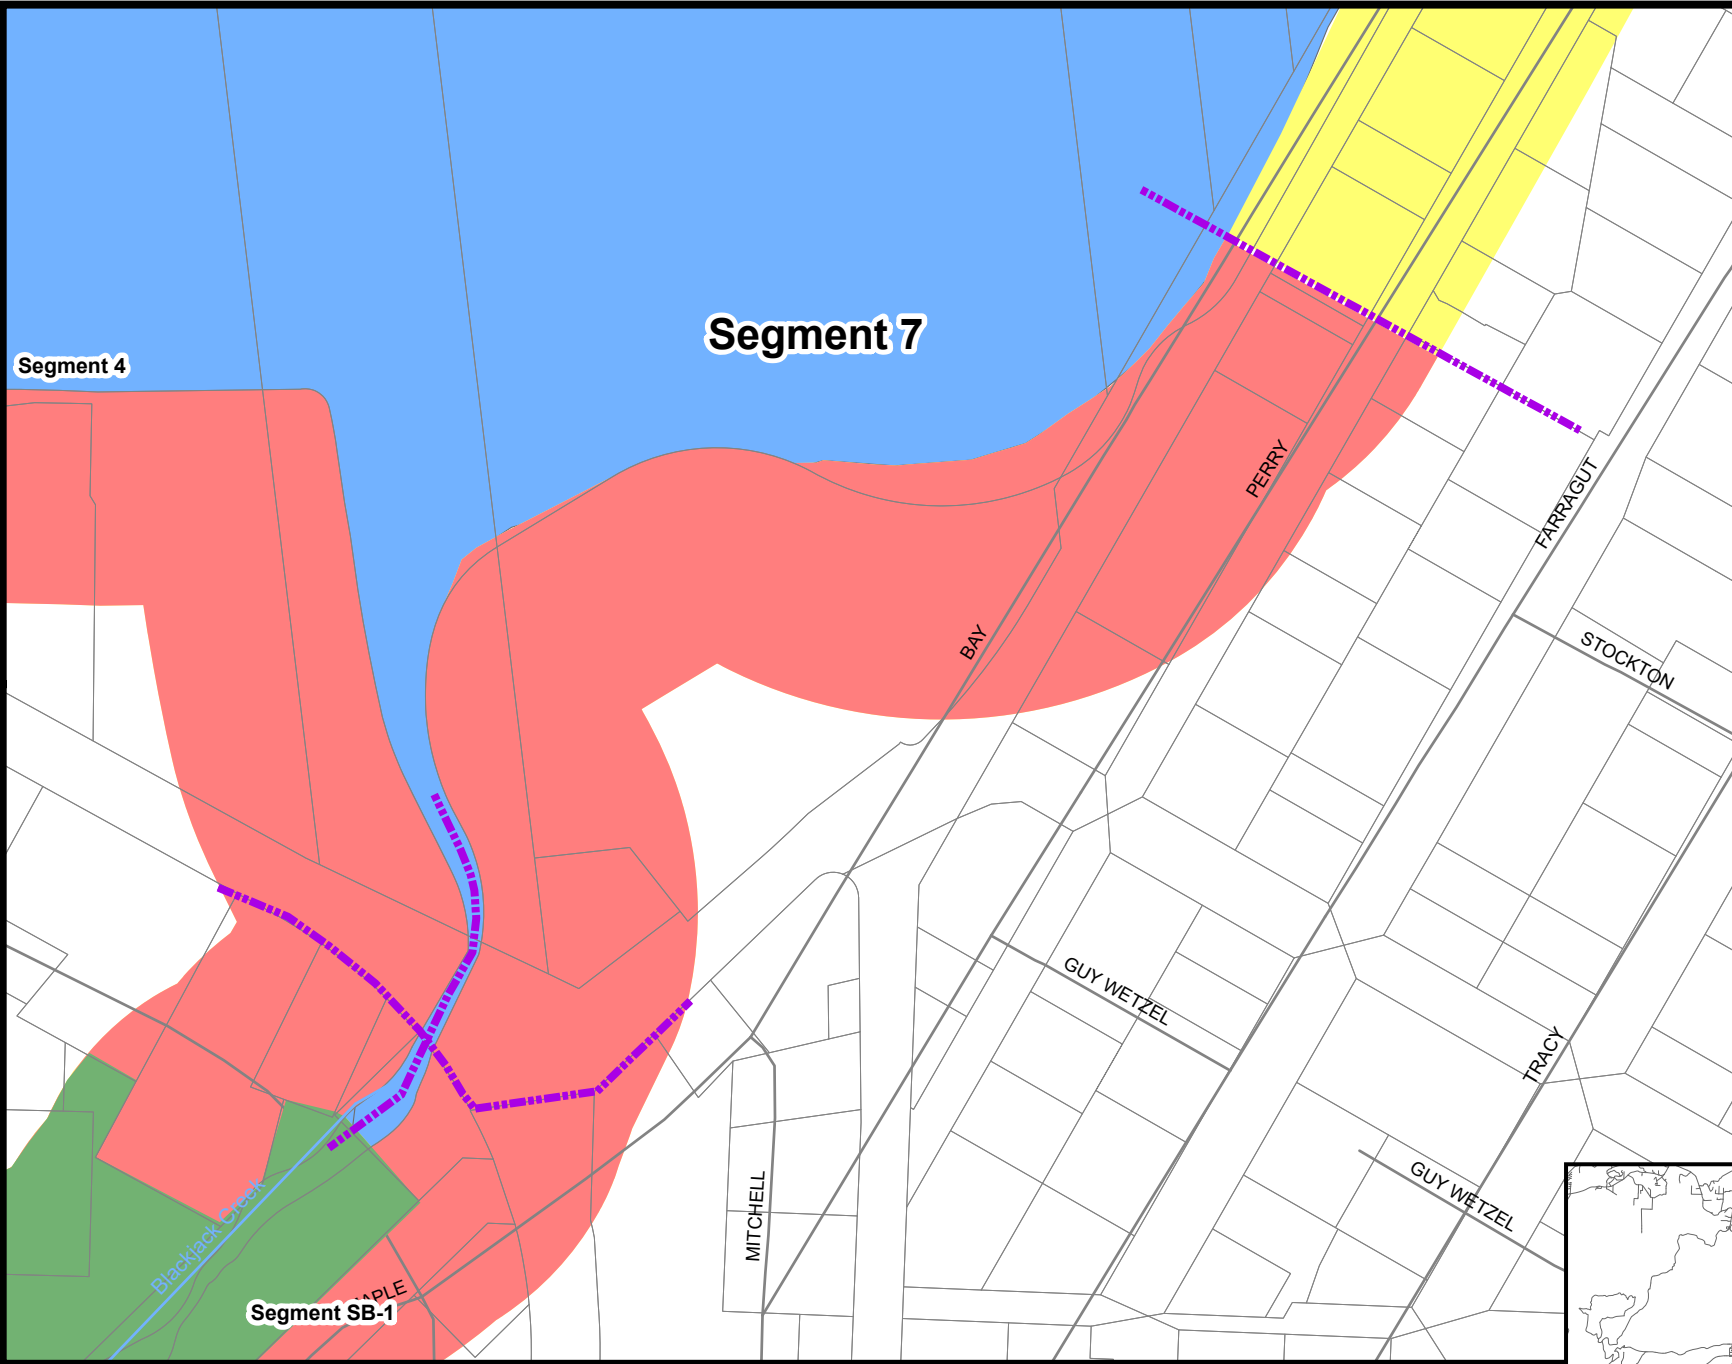 Segment 7
Segment 4
PERRY
FARRAGUT
BAY
STOCKTON
GUY WETZEL
TRACY
MITCHELL
GUY WETZEL
Blackjack Creek
Segment SB-1